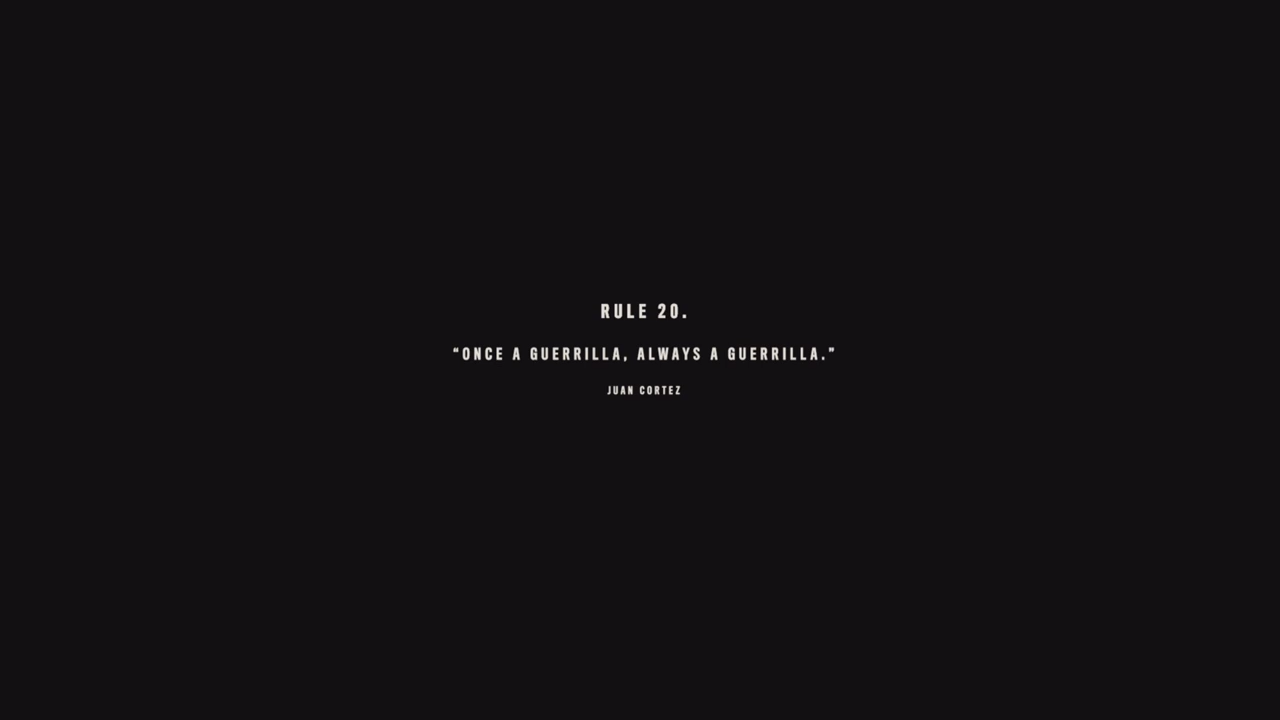 RULE 20.
“ONCE A GUERRILLA, ALWAYS A GUERRILLA.”
JUAN CORTEZ